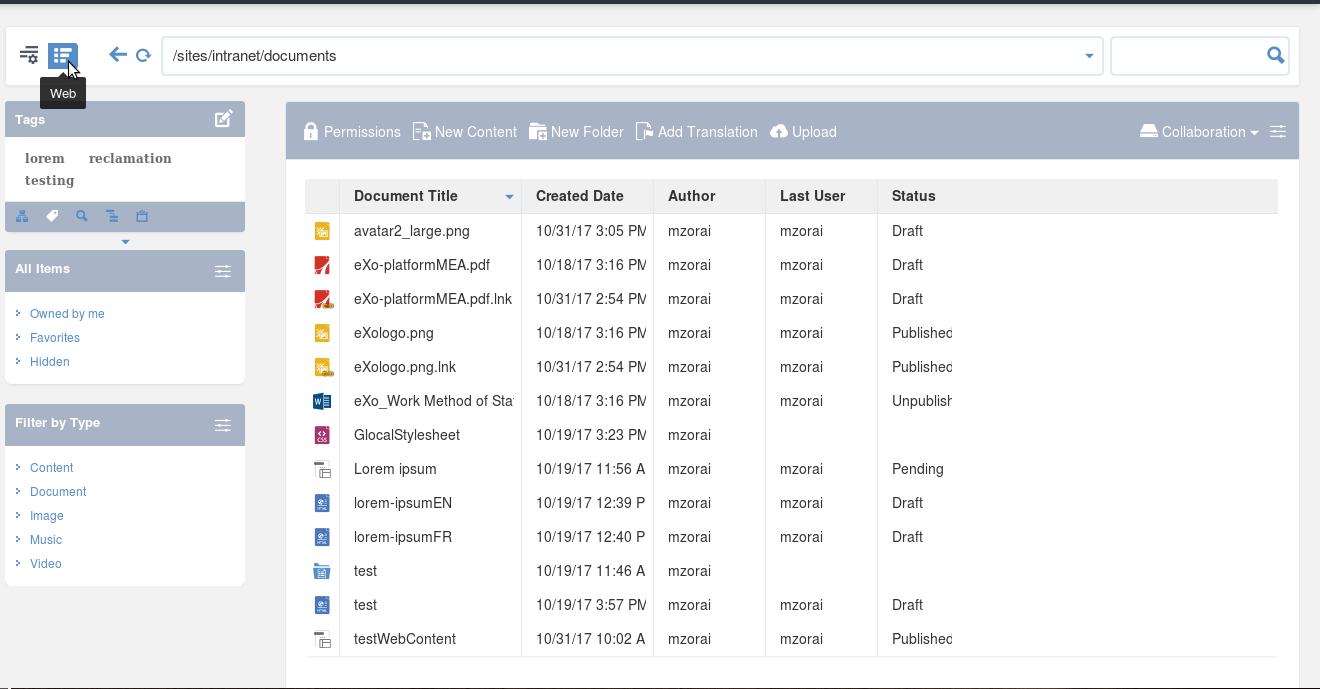 /sites/intranet/documents
Web
Tags
lorem reclamation
testing
All Items
Owned by me
Favorites
Hidden
Filter by Type
Content
Document
Image
Music
Video
Permissions New Content New Folder Add Translation Upload Collaboration
Document Title Created Date Author Last User Status
avatar2_large.png 10/31/17 3:05 PM mzorai mzorai Draft
eXo-platformMEA.pdf 10/18/17 3:16 PM mzorai mzorai Draft
eXo-platformMEA.pdf.lnk 10/31/17 2:54 PM mzorai mzorai Draft
eXologo.png 10/18/17 3:16 PM mzorai mzorai Published
eXologo.png.lnk 10/31/17 2:54 PM mzorai mzorai Published
eXo_Work Method of Sta 10/18/17 3:16 PM mzorai mzorai Unpublish
GlocalStylesheet 10/19/17 3:23 PM mzorai
Lorem ipsum 10/19/17 11:56 A mzorai mzorai Pending
lorem-ipsumEN 10/19/17 12:39 P mzorai mzorai Draft
lorem-ipsumFR 10/19/17 12:40 P mzorai mzorai Draft
test 10/19/17 11:46 A mzorai
test 10/19/17 3:57 PM mzorai mzorai Draft
testWebContent 10/31/17 10:02 A mzorai mzorai Published